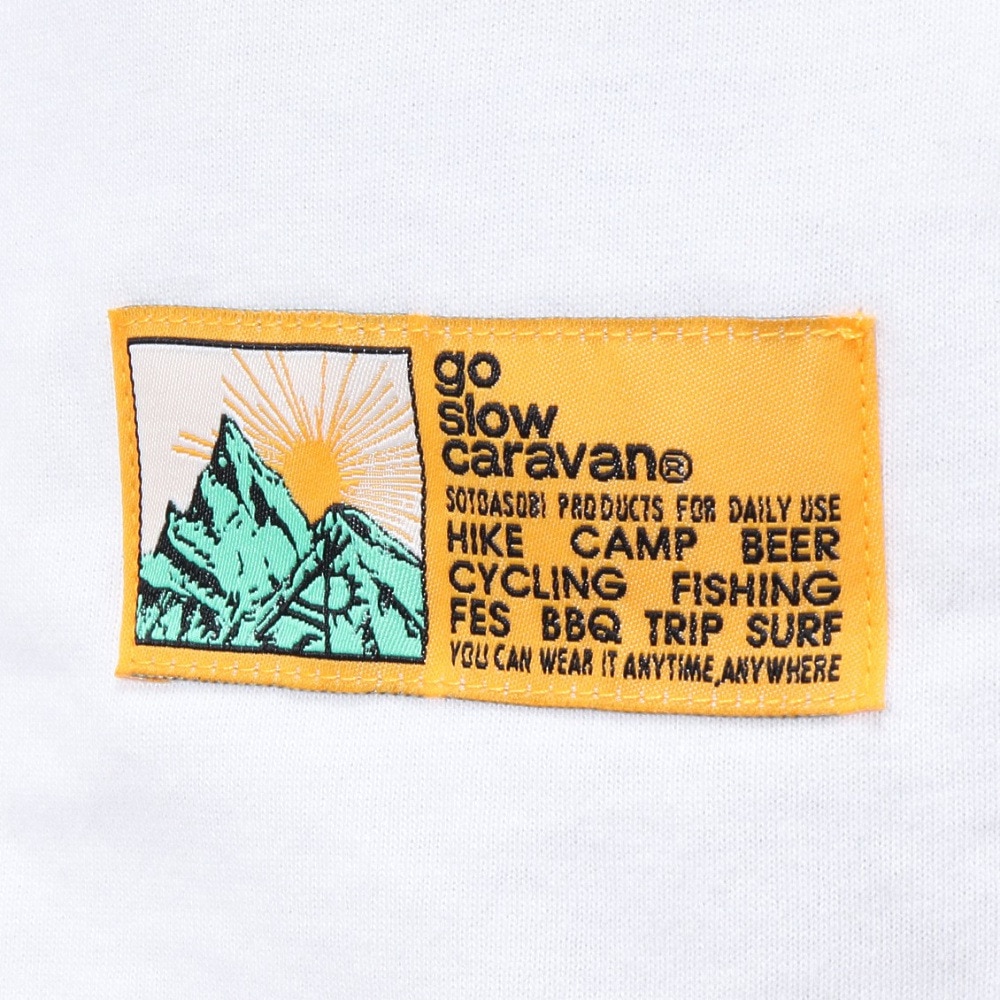 go
slow
caravan®
SOTOASOBI PRODUCTS FOR DAILY USE
HIKE CAMP BEER
CYCLING FISHING
FES BBQ TRIP SURF
YOU CAN WEAR IT ANYTIME,ANYWHERE